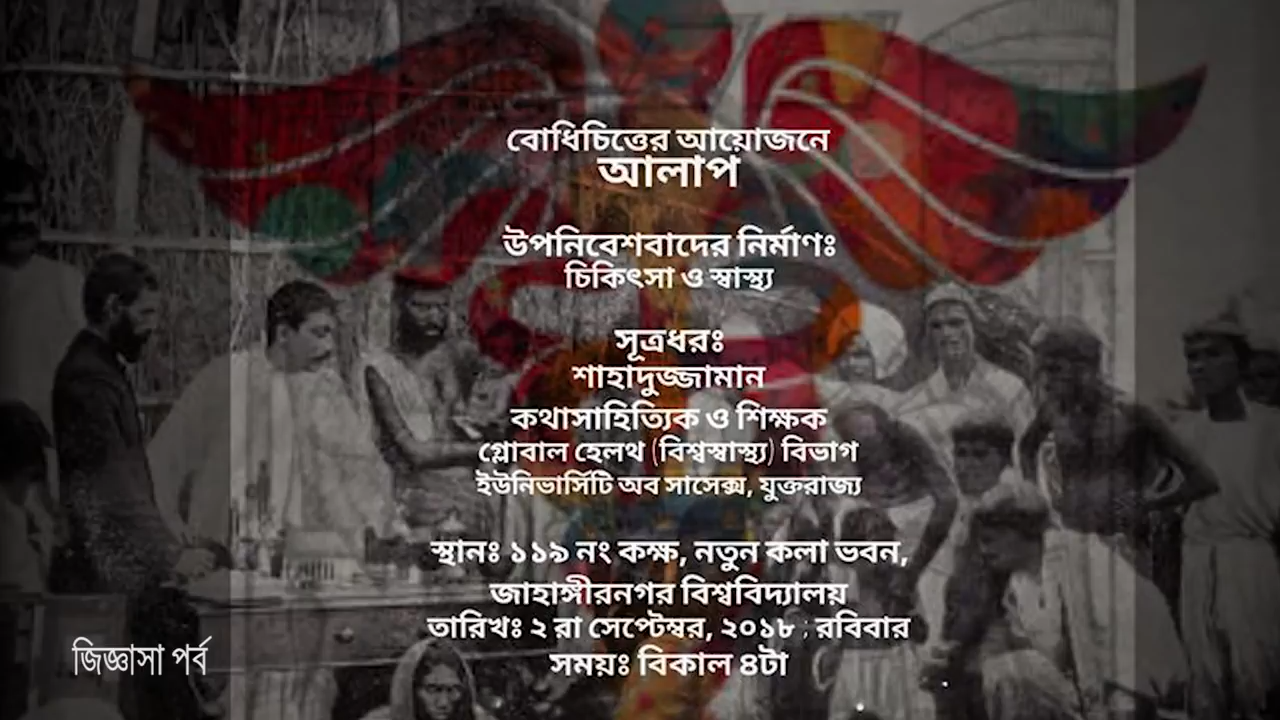 বোধিচিত্তের আয়োজনে
আলাপ
উপনিবেশবাদের নির্মাণঃ
চিকিৎসা ও স্বাস্থ্য
সূত্রধরঃ
শাহাদুজ্জামান
কথাসাহিত্যিক ও শিক্ষক
গ্লোবাল হেলথ (বিশ্বস্বাস্থ্য) বিভাগ
ইউনিভার্সিটি অব সাসেক্স, যুক্তরাজ্য
স্থানঃ ১১৯ নং কক্ষ, নতুন কলা ভবন,
জাহাঙ্গীরনগর বিশ্ববিদ্যালয়
তারিখঃ ২ রা সেপ্টেম্বর, ২০১৮ ; রবিবার
সময়ঃ বিকাল ৪টা
জিজ্ঞাসা পর্ব